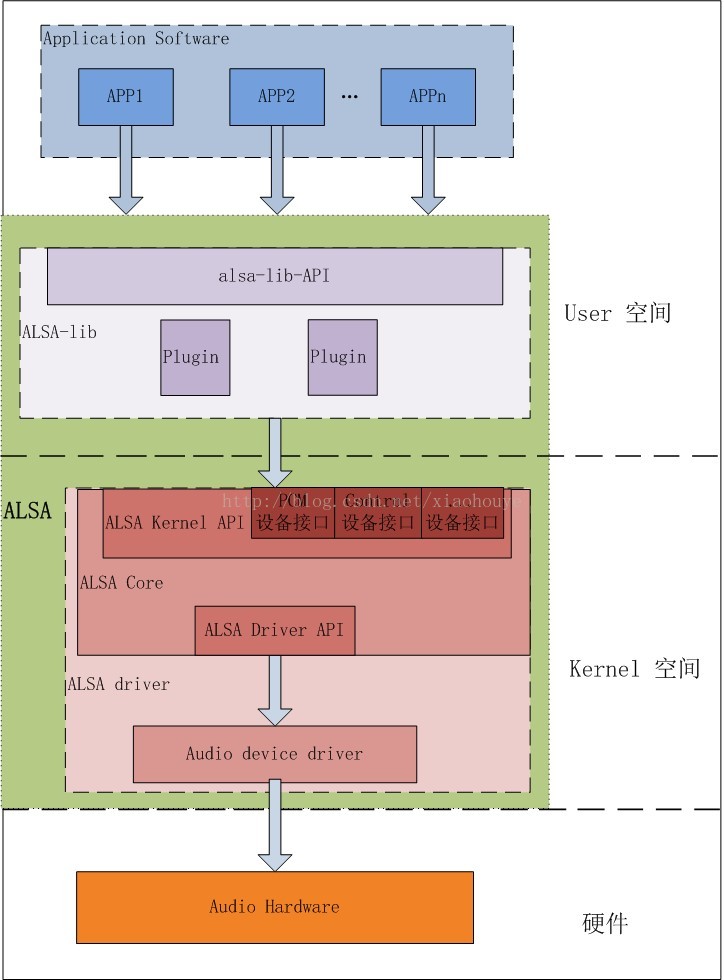 Application Software
APP1
APP2
...
APPn
alsa-lib-API
ALSA-lib
Plugin
Plugin
User 空间
ALSA
http://blog.csdn.net/xiaohouye
PCM
Control
ALSA Kernel API
设备接口
设备接口
设备接口
ALSA Core
ALSA Driver API
ALSA driver
Kernel 空间
Audio device driver
Audio Hardware
硬件